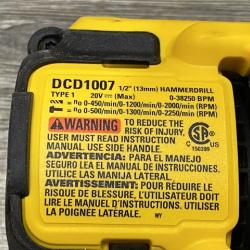 DCD1007 1/2" (13mm) HAMMERDRILL
TYPE 1 20V⎓ (Max) 0-38250 BPM
n₀ 0-450/min/0-1200/min/0-2000/min (RPM)
n₀ 0-500/min/0-1300/min/0-2250/min (RPM)
WARNING TO REDUCE THE
RISK OF INJURY,
USER MUST READ INSTRUCTION
MANUAL. USE SIDE HANDLE.
ADVERTENCIA: PARA EL MANEJO
SEGURO LEA EL MANUAL DE INSTRUCCIONES.
UTILICE LAS MANIJA LATERAL.
AVERTISSEMENT: POUR RÉDUIRE LE
RISQUE DE BLESSURE, L'UTILISATEUR DOIT
LIRE LE MANUEL D'INSTRUCTIONS UTILISER
LA POIGNÉE LATÉRALE.
SA
C
150399
WY